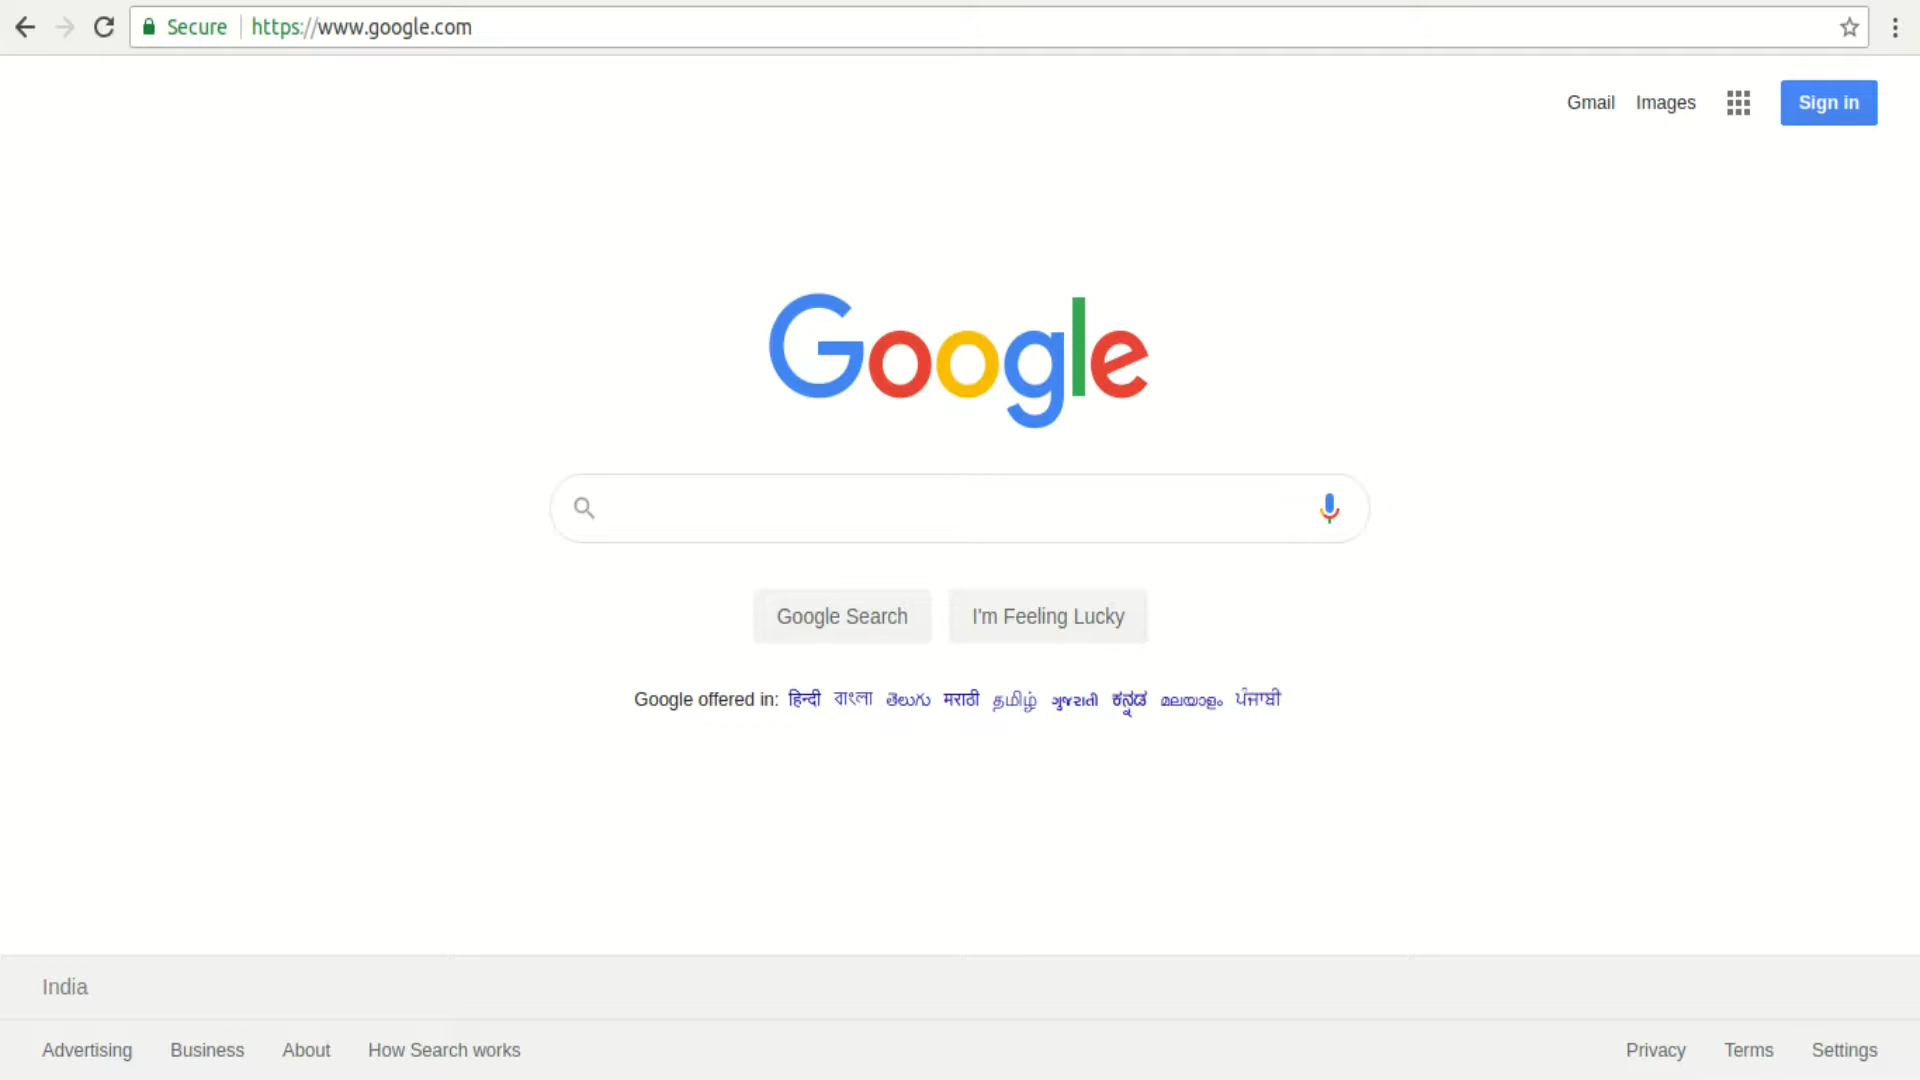 Secure https://www.google.com
Gmail Images Sign in
Google
Google Search I'm Feeling Lucky
Google offered in: हिन्दी বাংলা తెలుగు मराठी தமிழ் ગુજરાતી ಕನ್ನಡ മലയാളം ਪੰਜਾਬੀ
India
Advertising Business About How Search works Privacy Terms Settings